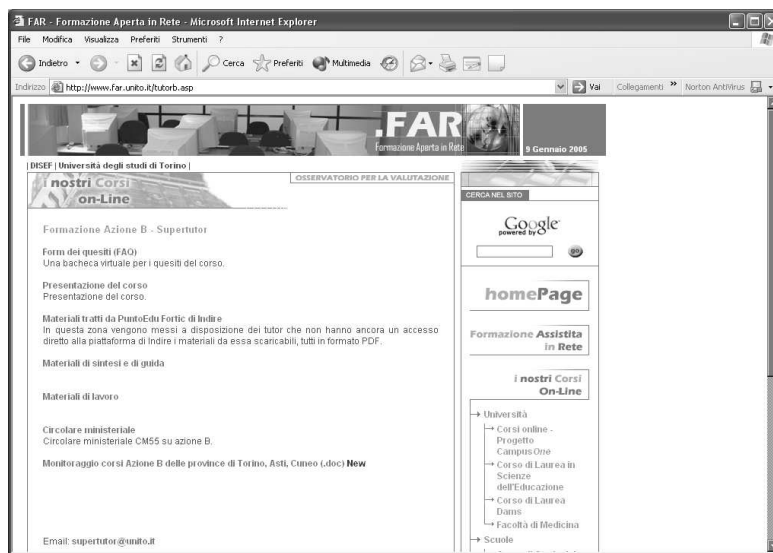 FAR - Formazione Aperta in Rete - Microsoft Internet Explorer
File Modifica Visualizza Preferiti Strumenti ?
Indietro Cerca Preferiti Multimedia
Indirizzo http://www.far.unito.it/tutorb.asp Vai Collegamenti » Norton AntiVirus
.FAR
Formazione Aperta in Rete
9 Gennaio 2005
| DISEF | Università degli studi di Torino |
i nostri Corsi
on-Line
OSSERVATORIO PER LA VALUTAZIONE
Formazione Azione B - Supertutor
Form dei quesiti (FAQ)
Una bacheca virtuale per i quesiti del corso.
Presentazione del corso
Presentazione del corso.
Materiali tratti da PuntoEdu Fortic di Indire
In questa zona vengono messi a disposizione dei tutor che non hanno ancora un accesso
diretto alla piattaforma di Indire i materiali da essa scaricabili, tutti in formato PDF.
Materiali di sintesi e di guida
Materiali di lavoro
Circolare ministeriale
Circolare ministeriale CM55 su azione B.
Monitoraggio corsi Azione B delle province di Torino, Asti, Cuneo (.doc) New
Email: supertutor@unito.it
CERCA NEL SITO
Google
powered by
GO
homePage
Formazione Assistita
in Rete
i nostri Corsi
On-Line
Università
Corsi online -
Progetto
CampusOne
Corso di Laurea in
Scienze
dell'Educazione
Corso di Laurea
Dams
Facoltà di Medicina
Scuole